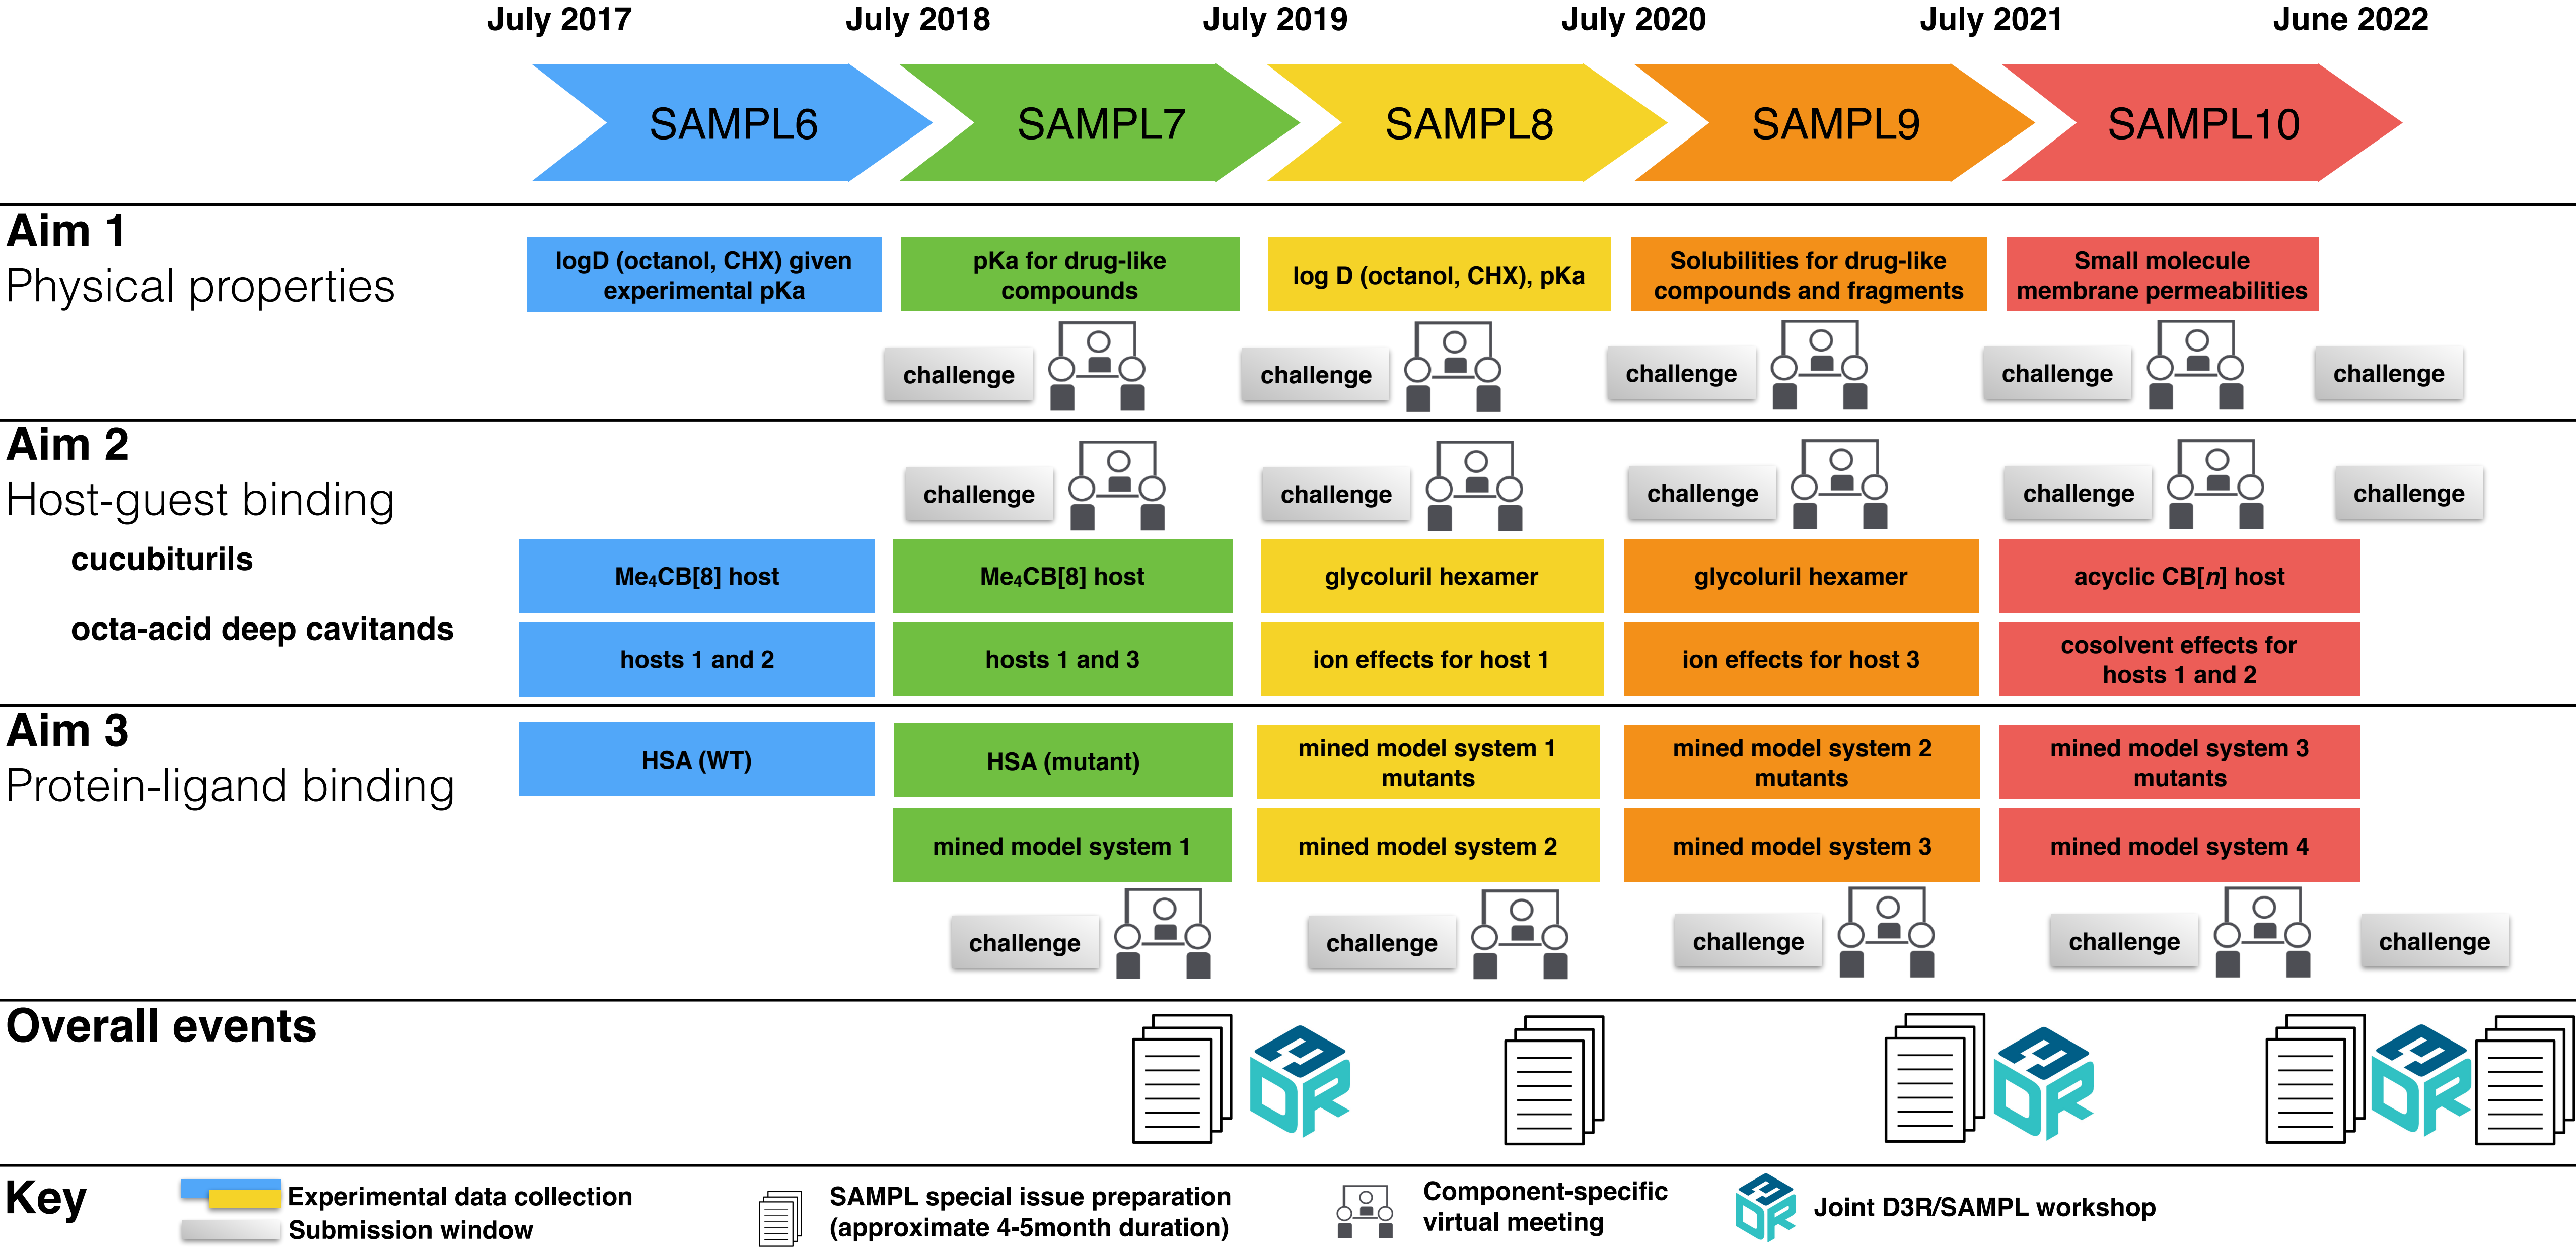 July 2017 July 2018 July 2019 July 2020 July 2021 June 2022
SAMPL6 SAMPL7 SAMPL8 SAMPL9 SAMPL10
Aim 1
Physical properties
logD (octanol, CHX) given
experimental pKa
pKa for drug-like
compounds
log D (octanol, CHX), pKa
Solubilities for drug-like
compounds and fragments
Small molecule
membrane permeabilities
challenge challenge challenge challenge challenge
Aim 2
Host-guest binding
challenge challenge challenge challenge challenge
cucubiturils
Me₄CB[8] host
Me₄CB[8] host
glycoluril hexamer
glycoluril hexamer
acyclic CB[n] host
octa-acid deep cavitands
hosts 1 and 2
hosts 1 and 3
ion effects for host 1
ion effects for host 3
cosolvent effects for
hosts 1 and 2
Aim 3
Protein-ligand binding
HSA (WT)
HSA (mutant)
mined model system 1
mutants
mined model system 2
mutants
mined model system 3
mutants
mined model system 1
mined model system 2
mined model system 3
mined model system 4
challenge challenge challenge challenge challenge
Overall events
D3R
D3R
D3R
Key
Experimental data collection
Submission window
SAMPL special issue preparation
(approximate 4-5month duration)
Component-specific
virtual meeting
D3R
Joint D3R/SAMPL workshop